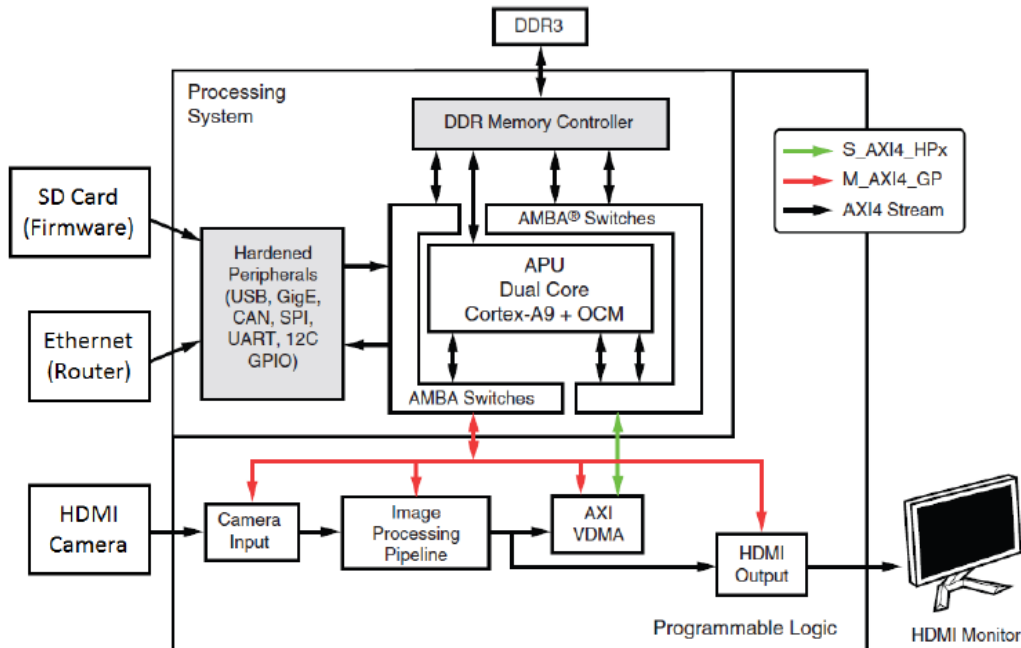 DDR3
Processing
System
DDR Memory Controller
S_AXI4_HPx
M_AXI4_GP
AXI4 Stream
SD Card
(Firmware)
AMBA® Switches
Hardened
Peripherals
(USB, GigE,
CAN, SPI,
UART, 12C
GPIO)
APU
Dual Core
Cortex-A9 + OCM
Ethernet
(Router)
AMBA Switches
HDMI
Camera
Camera
Input
Image
Processing
Pipeline
AXI
VDMA
HDMI
Output
Programmable Logic
HDMI Monitor